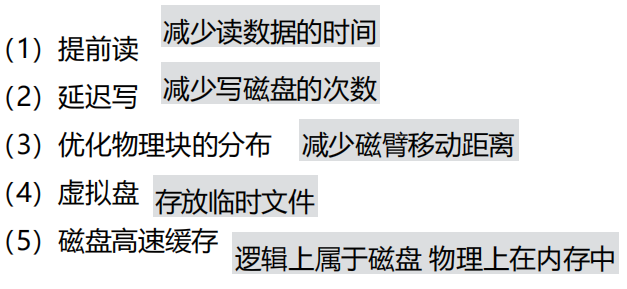 （1）提前读 减少读数据的时间
（2）延迟写 减少写磁盘的次数
（3）优化物理块的分布 减少磁臂移动距离
（4）虚拟盘 存放临时文件
（5）磁盘高速缓存 逻辑上属于磁盘 物理上在内存中